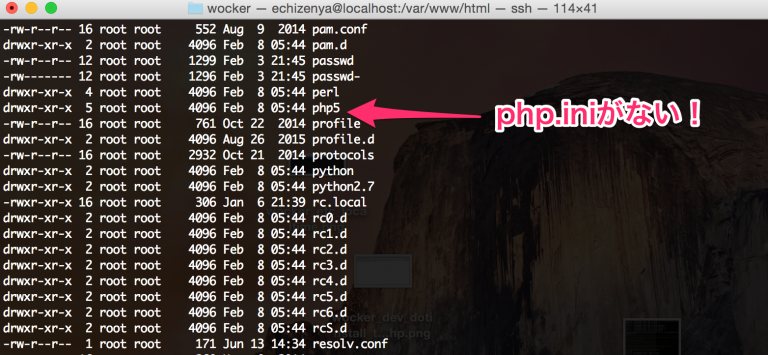 wocker — echizenya@localhost:/var/www/html — ssh — 114×41
-rw-r--r-- 16 root root 552 Aug 9 2014 pam.conf
drwxr-xr-x 2 root root 4096 Feb 8 05:44 pam.d
-rw-r--r-- 12 root root 1299 Feb 3 21:45 passwd
-rw------- 12 root root 1296 Feb 3 21:45 passwd-
drwxr-xr-x 4 root root 4096 Feb 8 05:44 perl
drwxr-xr-x 5 root root 4096 Feb 8 05:44 php5
php.iniがない！
-rw-r--r-- 16 root root 761 Oct 22 2014 profile
drwxr-xr-x 2 root root 4096 Aug 26 2015 profile.d
-rw-r--r-- 16 root root 2932 Oct 21 2014 protocols
drwxr-xr-x 2 root root 4096 Feb 8 05:44 python
drwxr-xr-x 2 root root 4096 Feb 8 05:44 python2.7
-rwxr-xr-x 16 root root 306 Jan 6 21:39 rc.local
drwxr-xr-x 2 root root 4096 Feb 8 05:44 rc0.d
drwxr-xr-x 2 root root 4096 Feb 8 05:44 rc1.d
drwxr-xr-x 2 root root 4096 Feb 8 05:44 rc2.d
drwxr-xr-x 2 root root 4096 Feb 8 05:44 rc3.d
drwxr-xr-x 2 root root 4096 Feb 8 05:44 rc4.d
drwxr-xr-x 2 root root 4096 Feb 8 05:44 rc5.d
drwxr-xr-x 2 root root 4096 Feb 8 05:44 rc6.d
drwxr-xr-x 2 root root 4096 Feb 8 05:44 rcS.d
-rw-r--r-- 1 root root 171 Jun 13 14:34 resolv.conf